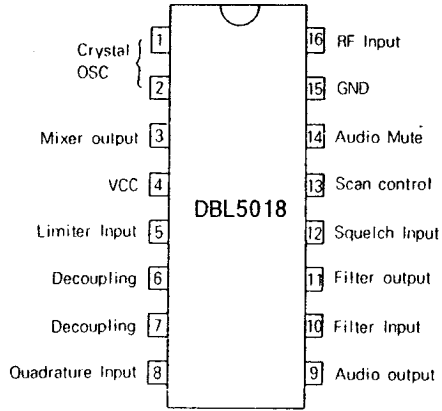 Crystal
OSC
Mixer output
VCC
Limiter Input
Decoupling
Decoupling
Quadrature Input
1
2
3
4
5
6
7
8
DBL5018
16
15
14
13
12
11
10
9
RF Input
GND
Audio Mute
Scan control
Squelch Input
Filter output
Filter Input
Audio output